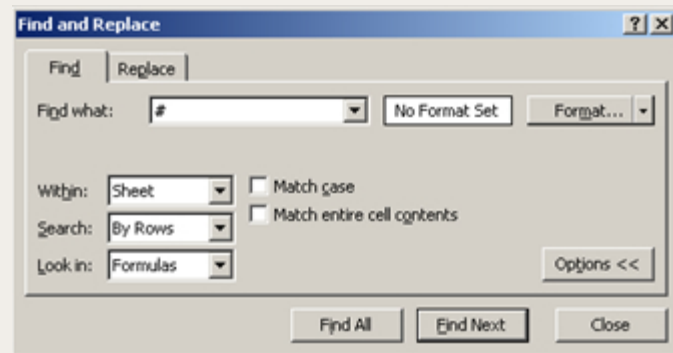 Find and Replace
Find Replace
Find what: # No Format Set Format...
Within: Sheet Match case
Match entire cell contents
Search: By Rows
Look in: Formulas Options <<
Find All Find Next Close